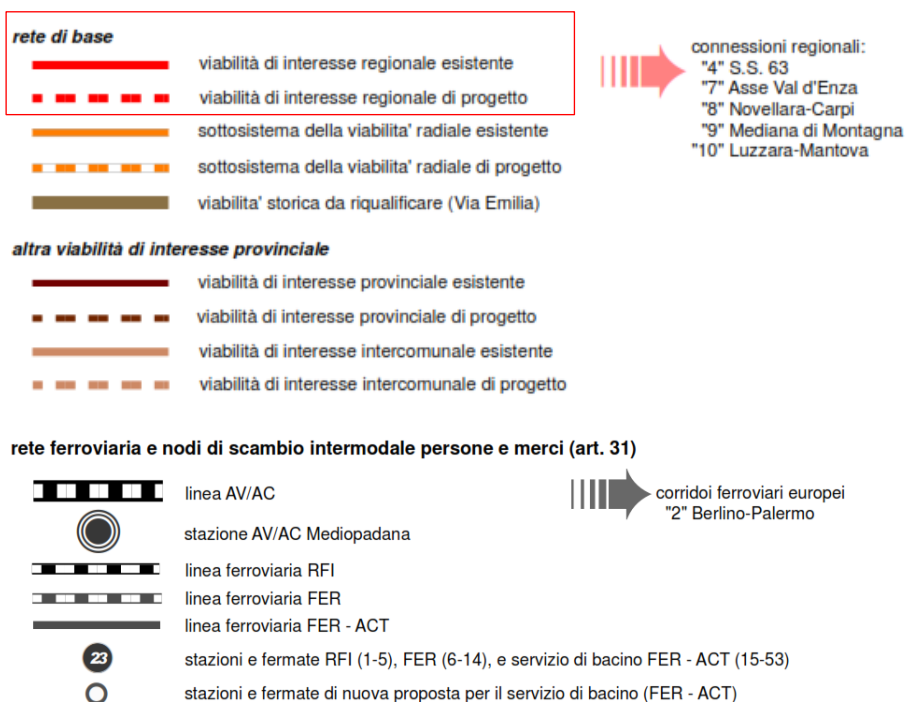 rete di base
viabilità di interesse regionale esistente
viabilità di interesse regionale di progetto
sottosistema della viabilita' radiale esistente
sottosistema della viabilita' radiale di progetto
viabilita' storica da riqualificare (Via Emilia)
connessioni regionali:
"4" S.S. 63
"7" Asse Val d'Enza
"8" Novellara-Carpi
"9" Mediana di Montagna
"10" Luzzara-Mantova
altra viabilità di interesse provinciale
viabilità di interesse provinciale esistente
viabilità di interesse provinciale di progetto
viabilità di interesse intercomunale esistente
viabilità di interesse intercomunale di progetto
rete ferroviaria e nodi di scambio intermodale persone e merci (art. 31)
linea AV/AC
stazione AV/AC Mediopadana
linea ferroviaria RFI
linea ferroviaria FER
linea ferroviaria FER - ACT
23 stazioni e fermate RFI (1-5), FER (6-14), e servizio di bacino FER - ACT (15-53)
stazioni e fermate di nuova proposta per il servizio di bacino (FER - ACT)
corridoi ferroviari europei
"2" Berlino-Palermo